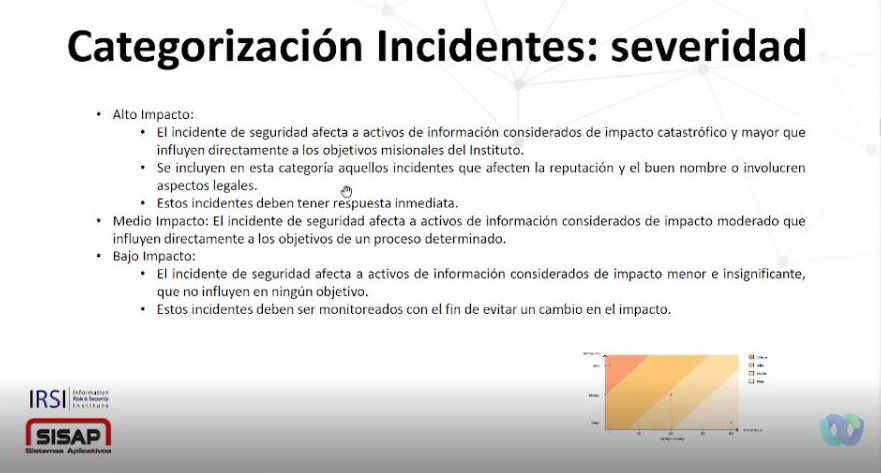 Categorización Incidentes: severidad
• Alto Impacto:
• El incidente de seguridad afecta a activos de información considerados de impacto catastrófico y mayor que
influyen directamente a los objetivos misionales del Instituto.
• Se incluyen en esta categoría aquellos incidentes que afecten la reputación y el buen nombre o involucren
aspectos legales.
• Estos incidentes deben tener respuesta inmediata.
• Medio Impacto: El incidente de seguridad afecta a activos de información considerados de impacto moderado que
influyen directamente a los objetivos de un proceso determinado.
• Bajo Impacto:
• El incidente de seguridad afecta a activos de información considerados de impacto menor e insignificante,
que no influyen en ningún objetivo.
• Estos incidentes deben ser monitoreados con el fin de evitar un cambio en el impacto.
IRSI
Information
Risk & Security
Institute
SISAP
Sistemas Aplicativos